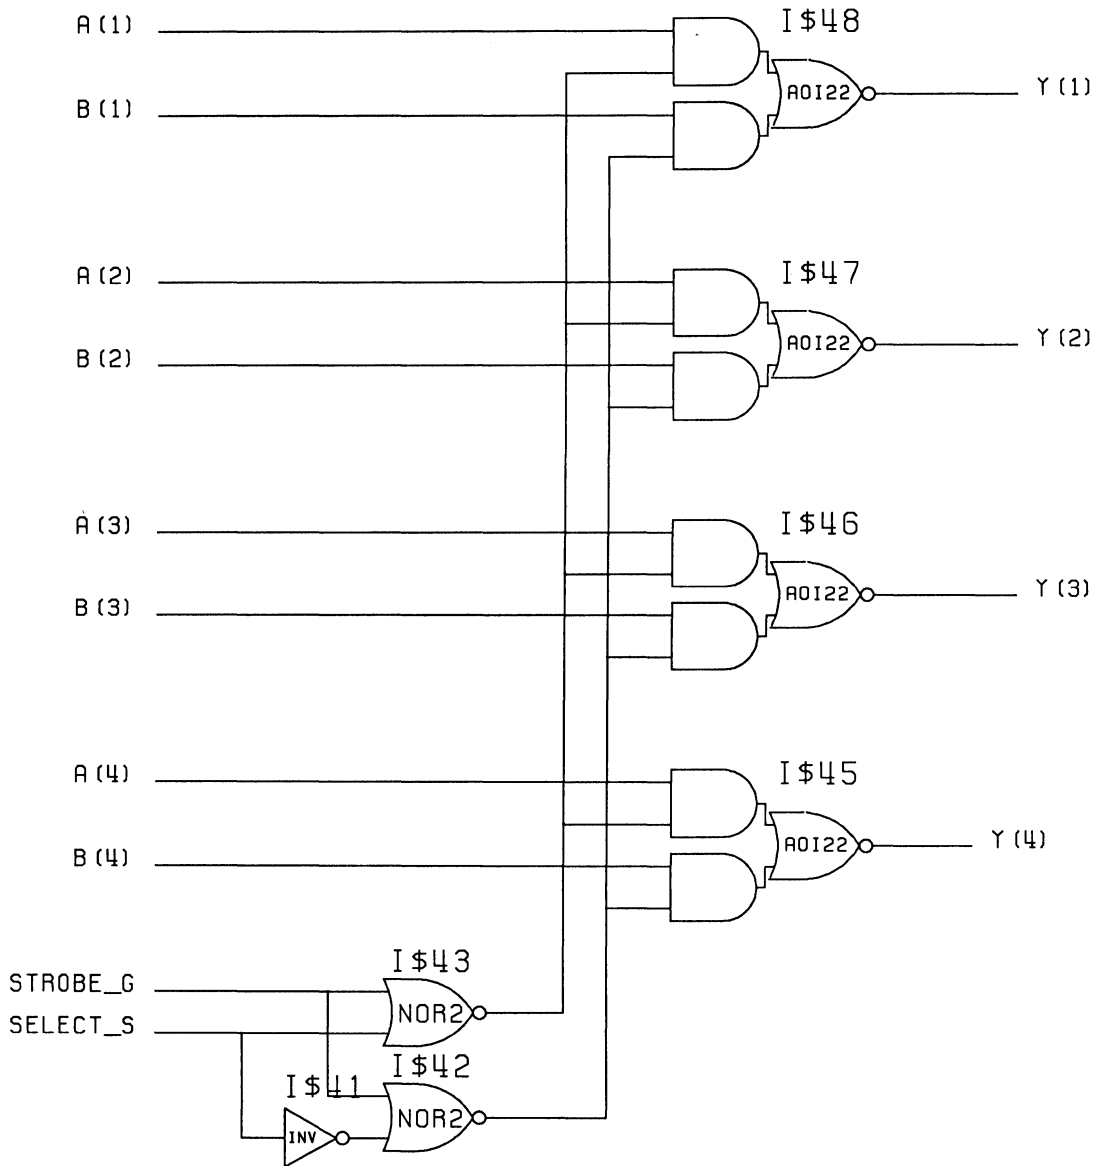 A(1)
I$48
AOI22
Y(1)
B(1)
A(2)
I$47
AOI22
Y(2)
B(2)
A(3)
I$46
AOI22
Y(3)
B(3)
A(4)
I$45
AOI22
Y(4)
B(4)
I$43
STROBE_G
NOR2
SELECT_S
I$42
I$41
NOR2
INV